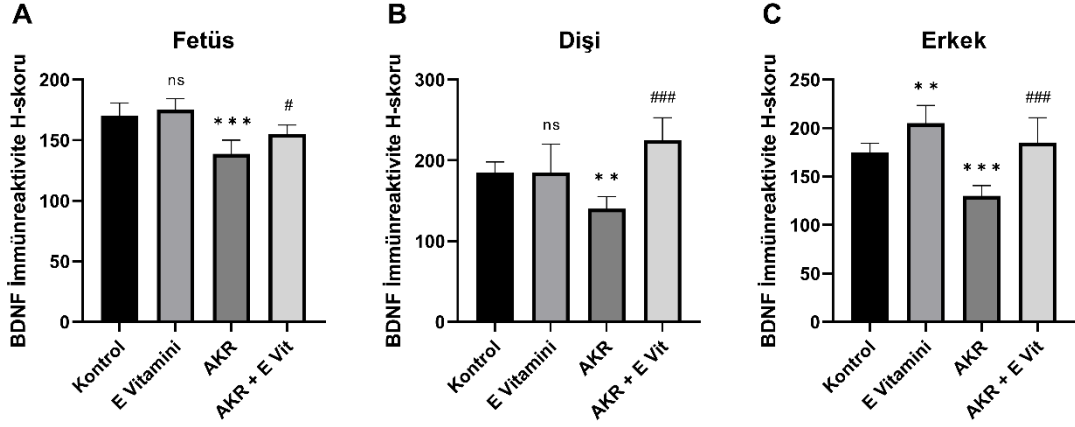 A
Fetüs
BDNF İmmünreaktivite H-skoru
200
150
100
50
0
ns
***
#
Kontrol
E Vitamini
AKR
AKR + E Vit
B
Dişi
BDNF İmmünreaktivite H-skoru
300
200
100
0
ns
**
###
Kontrol
E Vitamini
AKR
AKR + E Vit
C
Erkek
BDNF İmmünreaktivite H-skoru
250
200
150
100
50
0
**
***
###
Kontrol
E Vitamini
AKR
AKR + E Vit